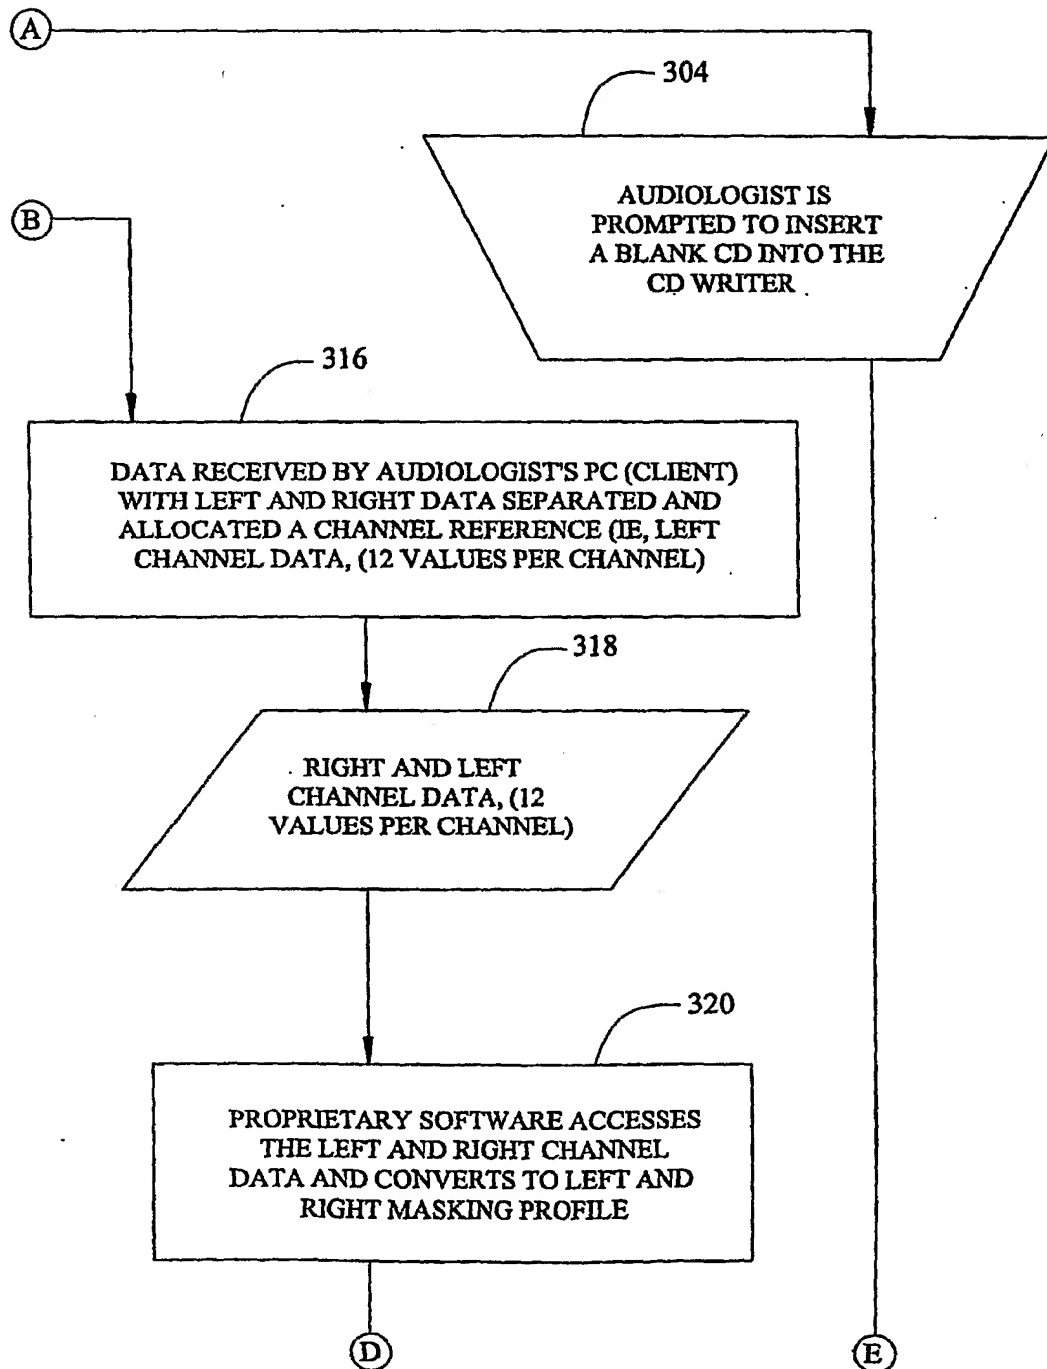 A
304
AUDIOLOGIST IS
PROMPTED TO INSERT
A BLANK CD INTO THE
CD WRITER
B
316
DATA RECEIVED BY AUDIOLOGIST'S PC (CLIENT)
WITH LEFT AND RIGHT DATA SEPARATED AND
ALLOCATED A CHANNEL REFERENCE (IE, LEFT
CHANNEL DATA, (12 VALUES PER CHANNEL)
318
RIGHT AND LEFT
CHANNEL DATA, (12
VALUES PER CHANNEL)
320
PROPRIETARY SOFTWARE ACCESSES
THE LEFT AND RIGHT CHANNEL
DATA AND CONVERTS TO LEFT AND
RIGHT MASKING PROFILE
D
E